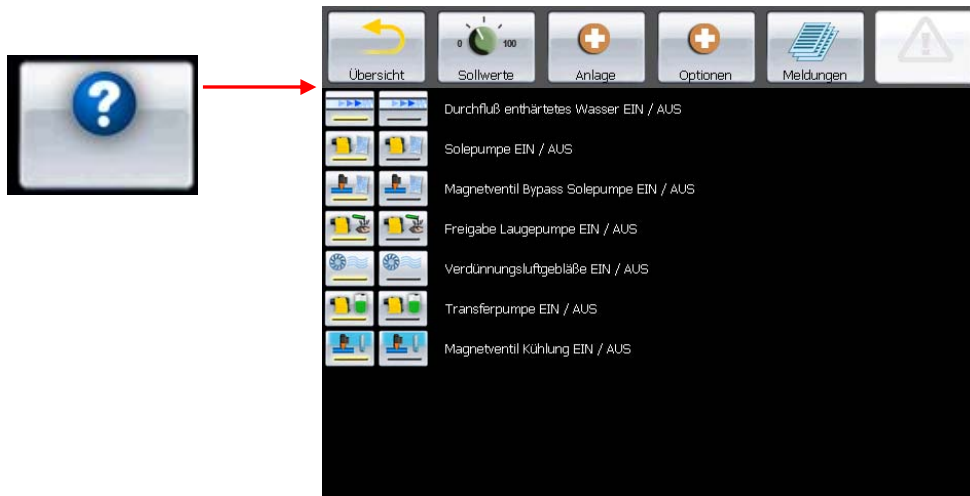 ?
0 100
Übersicht Sollwerte Anlage Optionen Meldungen
Durchfluß enthärtetes Wasser EIN / AUS
Solepumpe EIN / AUS
Magnetventil Bypass Solepumpe EIN / AUS
Freigabe Laugepumpe EIN / AUS
Verdünnungsluftgebläße EIN / AUS
Transferpumpe EIN / AUS
Magnetventil Kühlung EIN / AUS